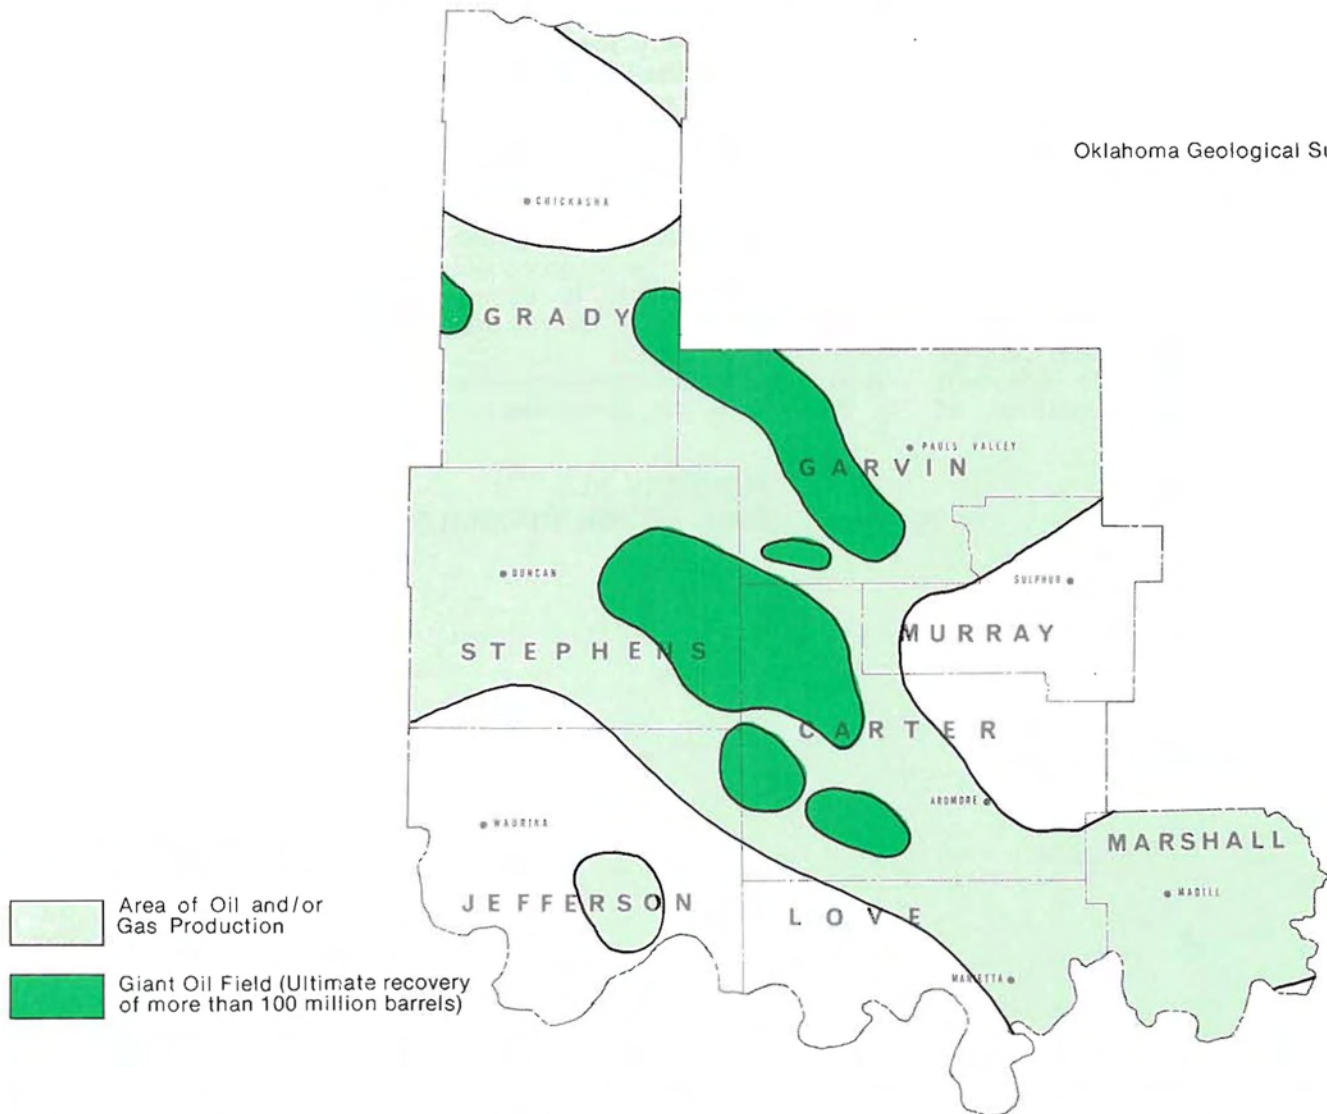 Oklahoma Geological Su
CHICKASHA
GRADY
PAULS VALLEY
GARVIN
DUNCAN
SULPHUR
MURRAY
STEPHENS
CARTER
ARDMORE
WAURIKA
MARSHALL
MADILL
JEFFERSON
LOVE
MARIETTA
Area of Oil and/or
Gas Production
Giant Oil Field (Ultimate recovery
of more than 100 million barrels)